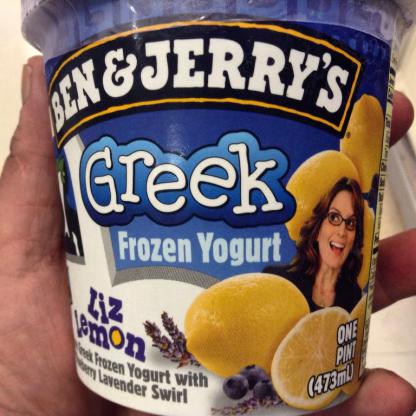 BEN & JERRY'S
Greek
Frozen Yogurt
Liz
Lemon
Greek Frozen Yogurt with
Lavender Swirl
ONE
PINT
(473mL)